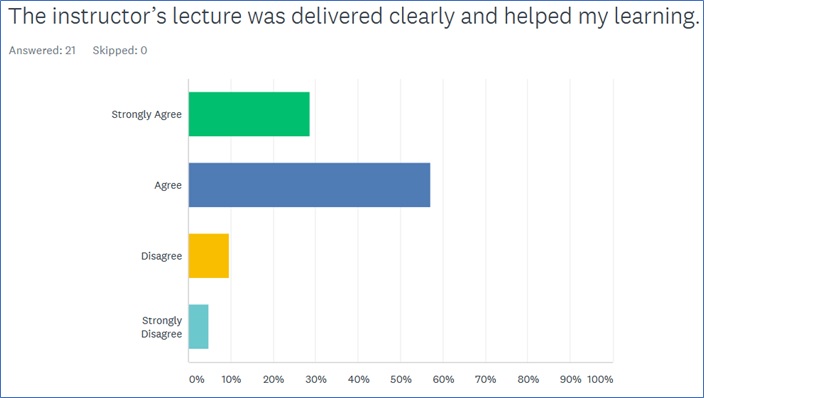 The instructor's lecture was delivered clearly and helped my learning.
Answered: 21 Skipped: 0
Strongly Agree
Agree
Disagree
Strongly
Disagree
0% 10% 20% 30% 40% 50% 60% 70% 80% 90% 100%